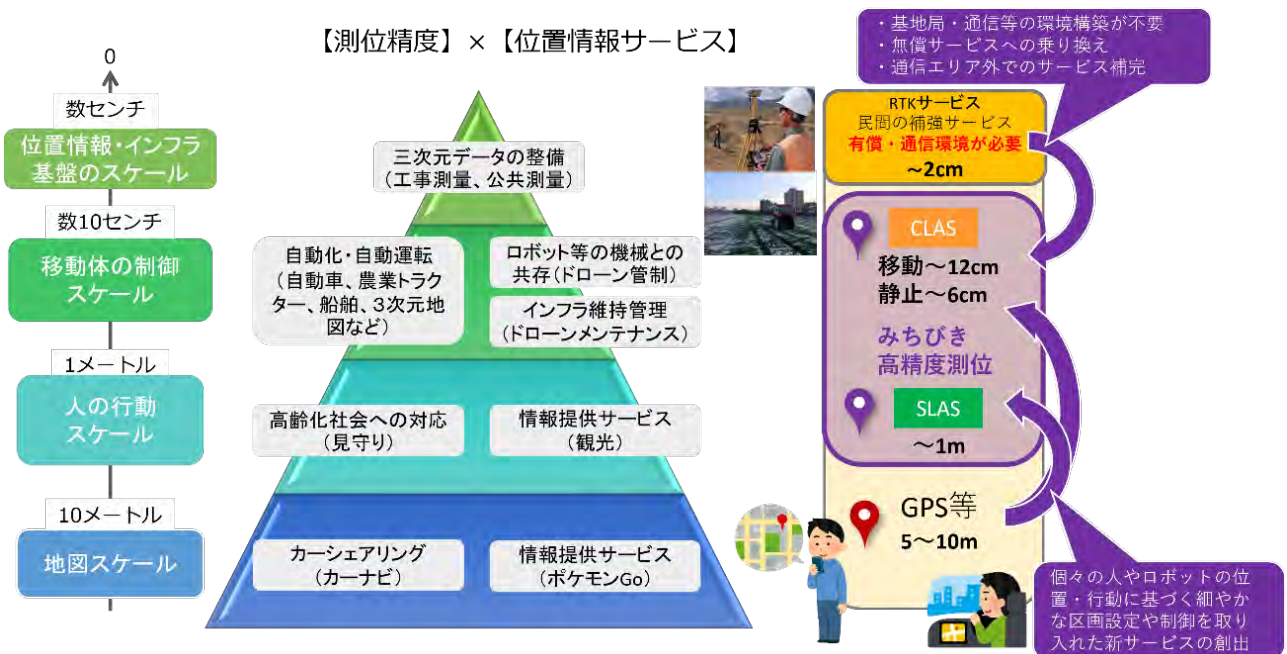 【測位精度】×【位置情報サービス】
0
数センチ
位置情報・インフラ
基盤のスケール
数10センチ
移動体の制御
スケール
1メートル
人の行動
スケール
10メートル
地図スケール
三次元データの整備
（工事測量、公共測量）
自動化・自動運転
（自動車、農業トラク
ター、船舶、3次元地
図など）
ロボット等の機械との
共存（ドローン管制）
インフラ維持管理
（ドローンメンテナンス）
高齢化社会への対応
（見守り）
情報提供サービス
（観光）
カーシェアリング
（カーナビ）
情報提供サービス
（ポケモンGo）
・基地局・通信等の環境構築が不要
・無償サービスへの乗り換え
・通信エリア外でのサービス補完
RTKサービス
民間の補強サービス
有償・通信環境が必要
～2cm
CLAS
移動～12cm
静止～6cm
みちびき
高精度測位
SLAS
～1m
GPS等
5～10m
個々の人やロボットの位
置・行動に基づく細やか
な区画設定や制御を取り
入れた新サービスの創出